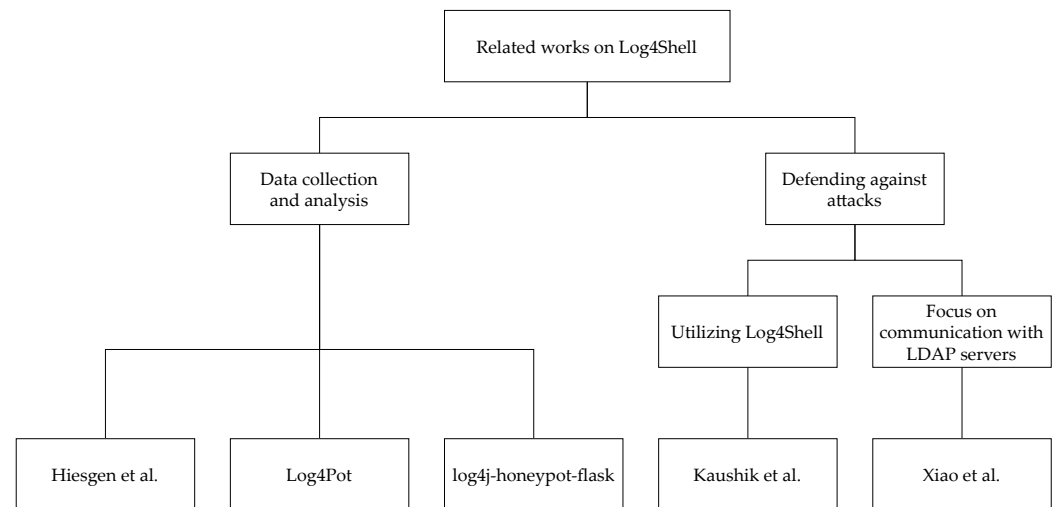 Related works on Log4Shell
Data collection
and analysis
Defending against
attacks
Utilizing Log4Shell
Focus on
communication with
LDAP servers
Hiesgen et al.
Log4Pot
log4j-honeypot-flask
Kaushik et al.
Xiao et al.